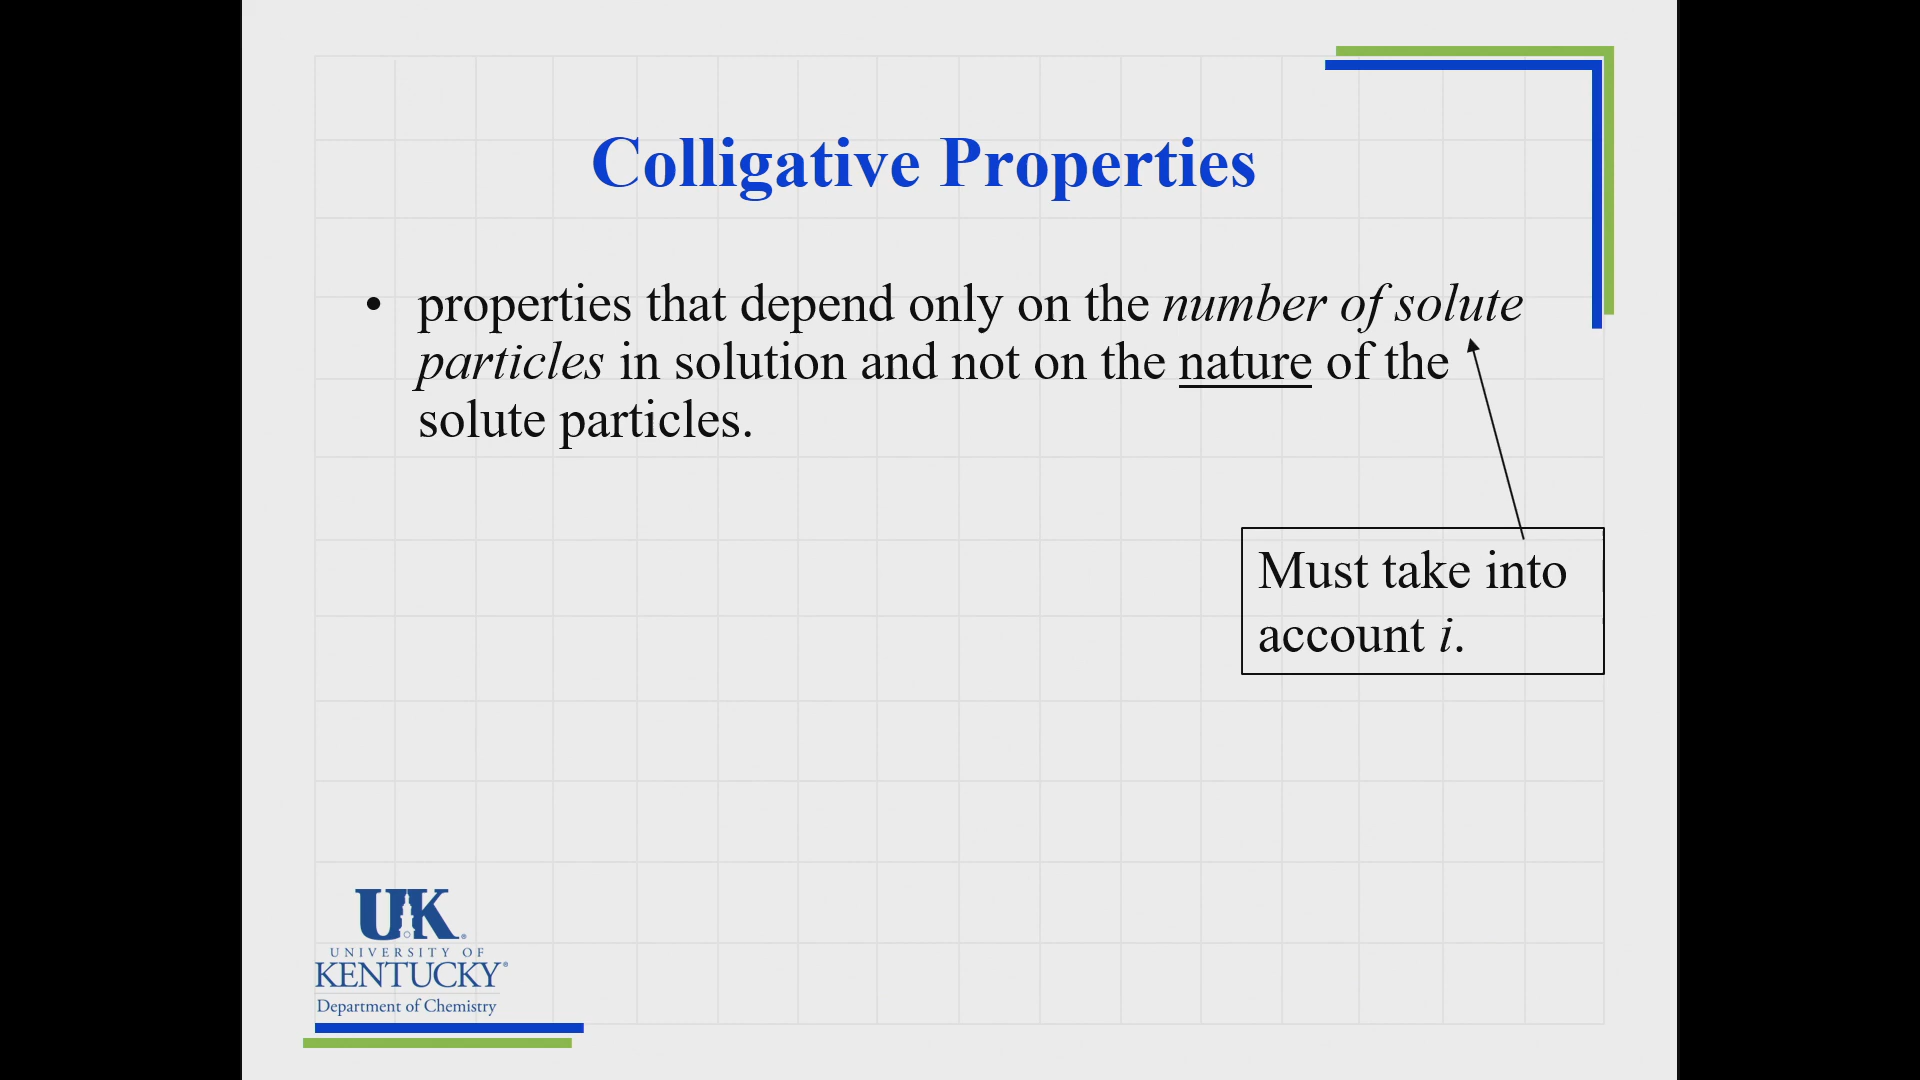 Colligative Properties
• properties that depend only on the number of solute
particles in solution and not on the nature of the
solute particles.
Must take into
account i.
UK®
UNIVERSITY OF
KENTUCKY®
Department of Chemistry